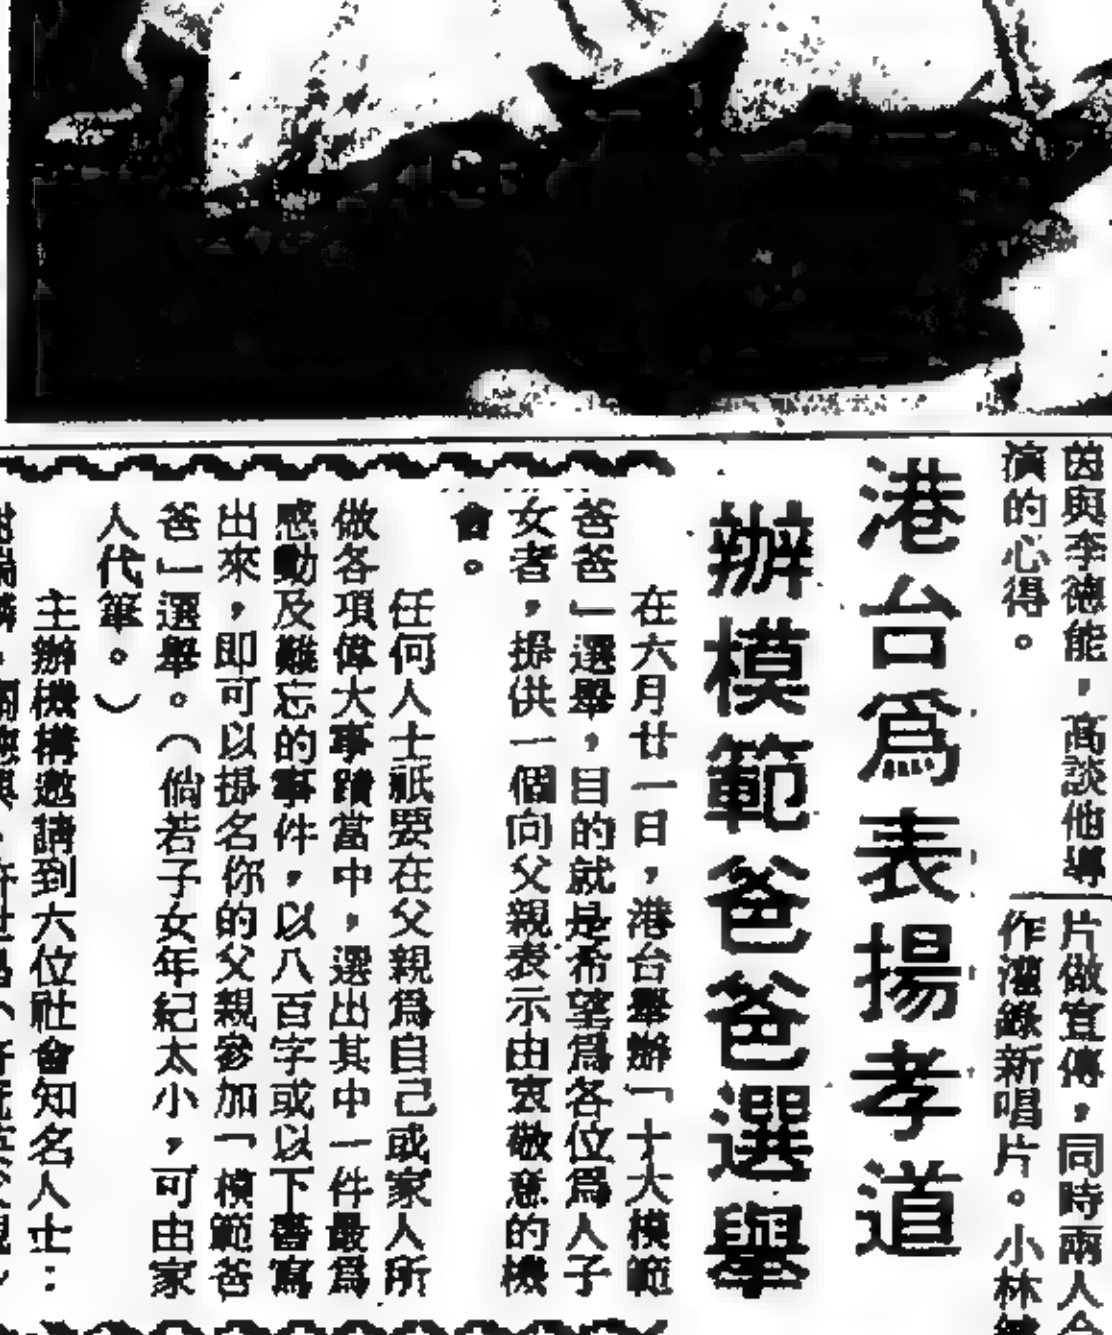 茵與李德能，高談他導
演的心得。
片做宣傳，同時兩人合
作灌錄新唱片。小林
港台爲表揚孝道
辦模範爸爸選舉
在六月廿一日，港台舉辦「十大模範
爸爸」選舉，目的就是希望爲各位爲人子
女者，提供一個向父親表示由衷敬意的機
會。
任何人士祇要在父親爲自己或家人所
做各項偉大事蹟當中，選出其中一件最爲
感動及難忘的事件，以八百字或以下書寫
出來，即可以提名你的父親參加「模範爸
爸」選舉。（倘若子女年紀太小，可由家
人代筆。）
主辦機構邀請到六位社會知名人士：